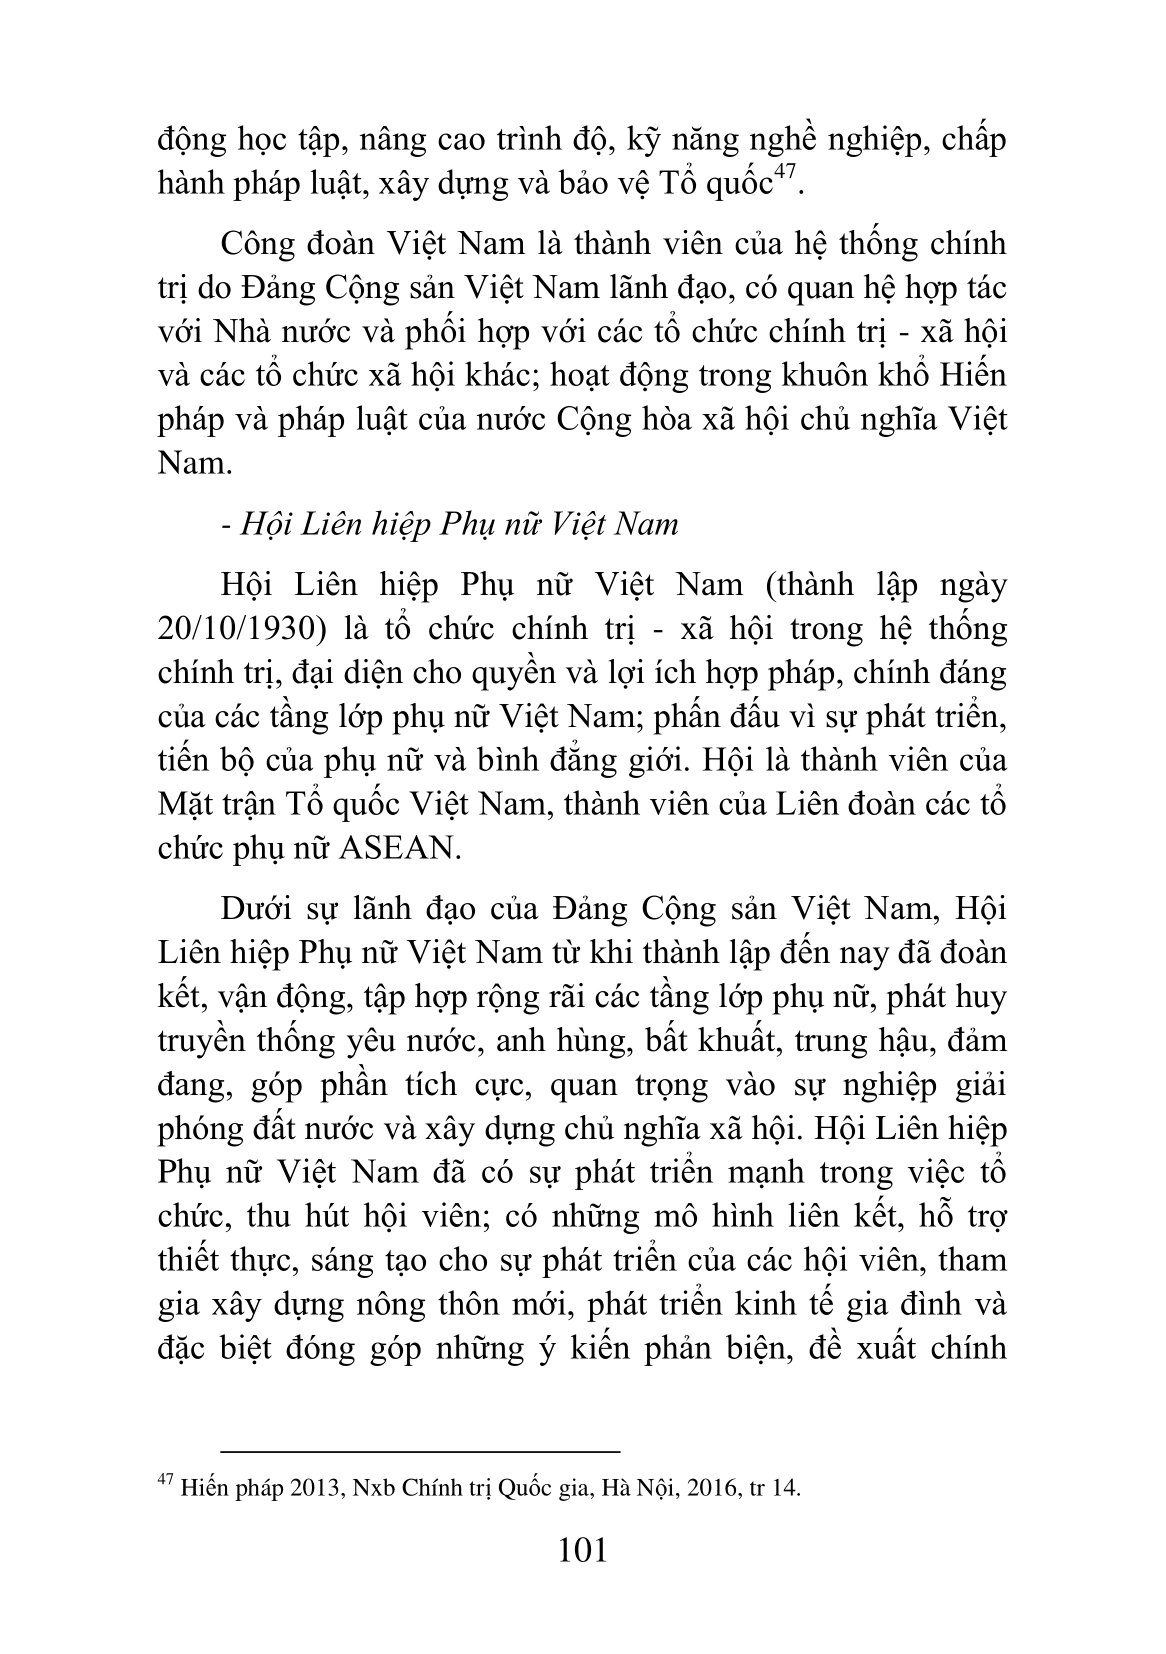 động học tập, nâng cao trình độ, kỹ năng nghề nghiệp, chấp
hành pháp luật, xây dựng và bảo vệ Tổ quốc47.
Công đoàn Việt Nam là thành viên của hệ thống chính
trị do Đảng Cộng sản Việt Nam lãnh đạo, có quan hệ hợp tác
với Nhà nước và phối hợp với các tổ chức chính trị - xã hội
và các tổ chức xã hội khác; hoạt động trong khuôn khổ Hiến
pháp và pháp luật của nước Cộng hòa xã hội chủ nghĩa Việt
Nam.
- Hội Liên hiệp Phụ nữ Việt Nam
Hội Liên hiệp Phụ nữ Việt Nam (thành lập ngày
20/10/1930) là tổ chức chính trị - xã hội trong hệ thống
chính trị, đại diện cho quyền và lợi ích hợp pháp, chính đáng
của các tầng lớp phụ nữ Việt Nam; phấn đấu vì sự phát triển,
tiến bộ của phụ nữ và bình đẳng giới. Hội là thành viên của
Mặt trận Tổ quốc Việt Nam, thành viên của Liên đoàn các tổ
chức phụ nữ ASEAN.
Dưới sự lãnh đạo của Đảng Cộng sản Việt Nam, Hội
Liên hiệp Phụ nữ Việt Nam từ khi thành lập đến nay đã đoàn
kết, vận động, tập hợp rộng rãi các tầng lớp phụ nữ, phát huy
truyền thống yêu nước, anh hùng, bất khuất, trung hậu, đảm
đang, góp phần tích cực, quan trọng vào sự nghiệp giải
phóng đất nước và xây dựng chủ nghĩa xã hội. Hội Liên hiệp
Phụ nữ Việt Nam đã có sự phát triển mạnh trong việc tổ
chức, thu hút hội viên; có những mô hình liên kết, hỗ trợ
thiết thực, sáng tạo cho sự phát triển của các hội viên, tham
gia xây dựng nông thôn mới, phát triển kinh tế gia đình và
đặc biệt đóng góp những ý kiến phản biện, đề xuất chính
47 Hiến pháp 2013, Nxb Chính trị Quốc gia, Hà Nội, 2016, tr 14.
101